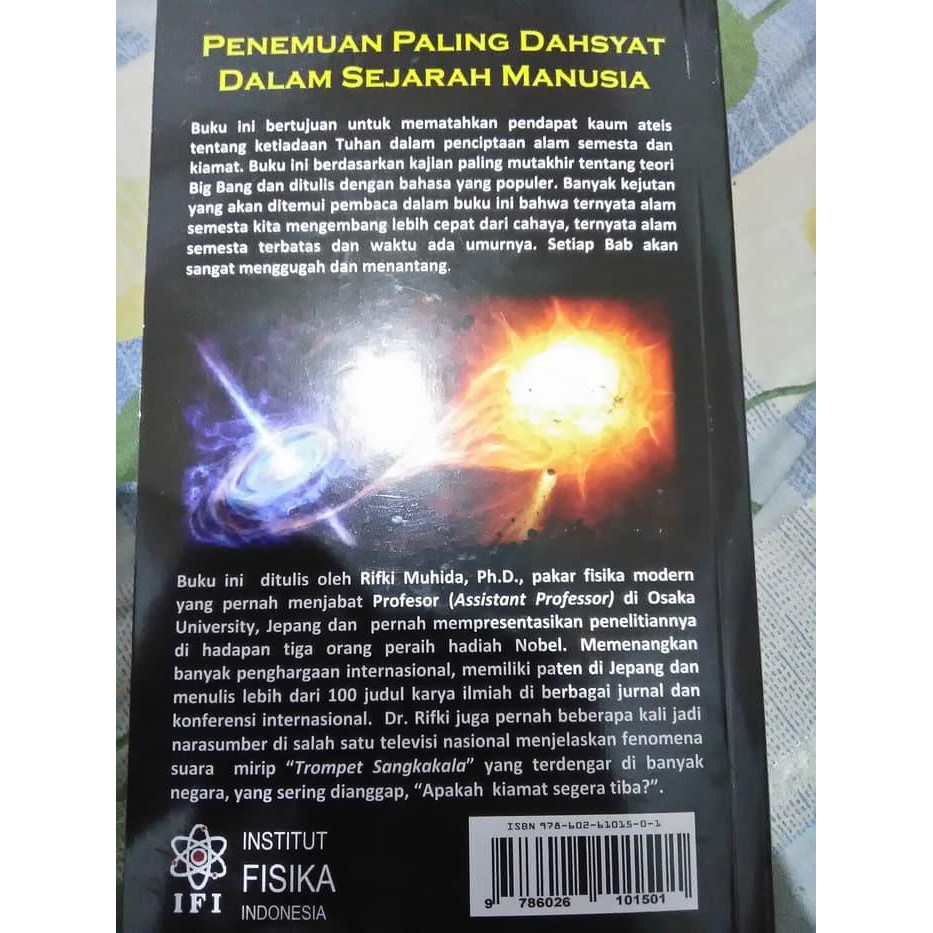 PENEMUAN PALING DAHSYAT
DALAM SEJARAH MANUSIA
Buku ini bertujuan untuk mematahkan pendapat kaum ateis
tentang ketiadaan Tuhan dalam penciptaan alam semesta dan
kiamat. Buku ini berdasarkan kajian paling mutakhir tentang teori
Big Bang dan ditulis dengan bahasa yang populer. Banyak kejutan
yang akan ditemui pembaca dalam buku ini bahwa ternyata alam
semesta kita mengembang lebih cepat dari cahaya, ternyata alam
semesta terbatas dan waktu ada umurnya. Setiap Bab akan
sangat menggugah dan menantang.
Buku ini ditulis oleh Rifki Muhida, Ph.D., pakar fisika modern
yang pernah menjabat Profesor (Assistant Professor) di Osaka
University, Jepang dan pernah mempresentasikan penelitiannya
di hadapan tiga orang peraih hadiah Nobel. Memenangkan
banyak penghargaan internasional, memiliki paten di Jepang dan
menulis lebih dari 100 judul karya ilmiah di berbagai jurnal dan
konferensi internasional. Dr. Rifki juga pernah beberapa kali jadi
narasumber di salah satu televisi nasional menjelaskan fenomena
suara mirip “Trompet Sangkakala” yang terdengar di banyak
negara, yang sering dianggap, “Apakah kiamat segera tiba?”.
ISBN 978-602-61015-0-1
9 786026 101501
INSTITUT
FISIKA
INDONESIA
IFI